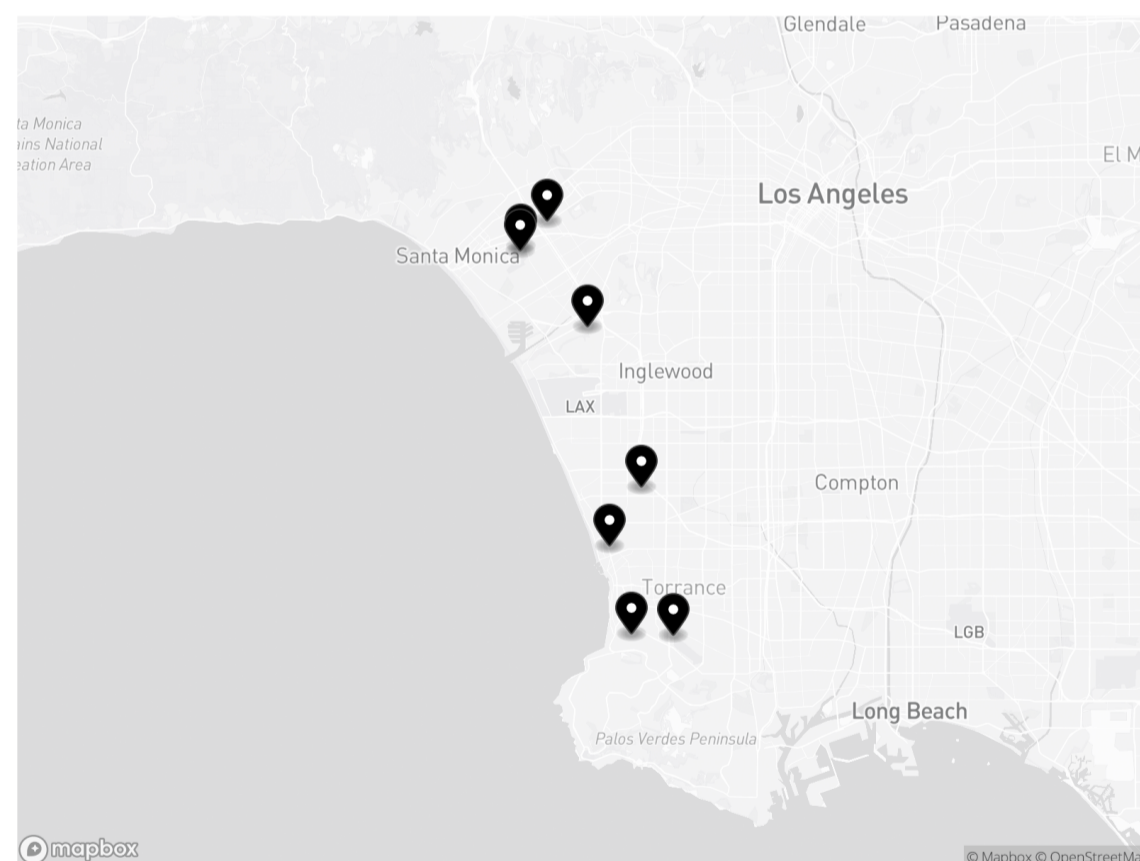 Glendale
Pasadena
ta Monica
ains National
eation Area
El M
Los Angeles
Santa Monica
Inglewood
LAX
Compton
Torrance
LGB
Long Beach
Palos Verdes Peninsula
mapbox
© Mapbox © OpenStreetMa